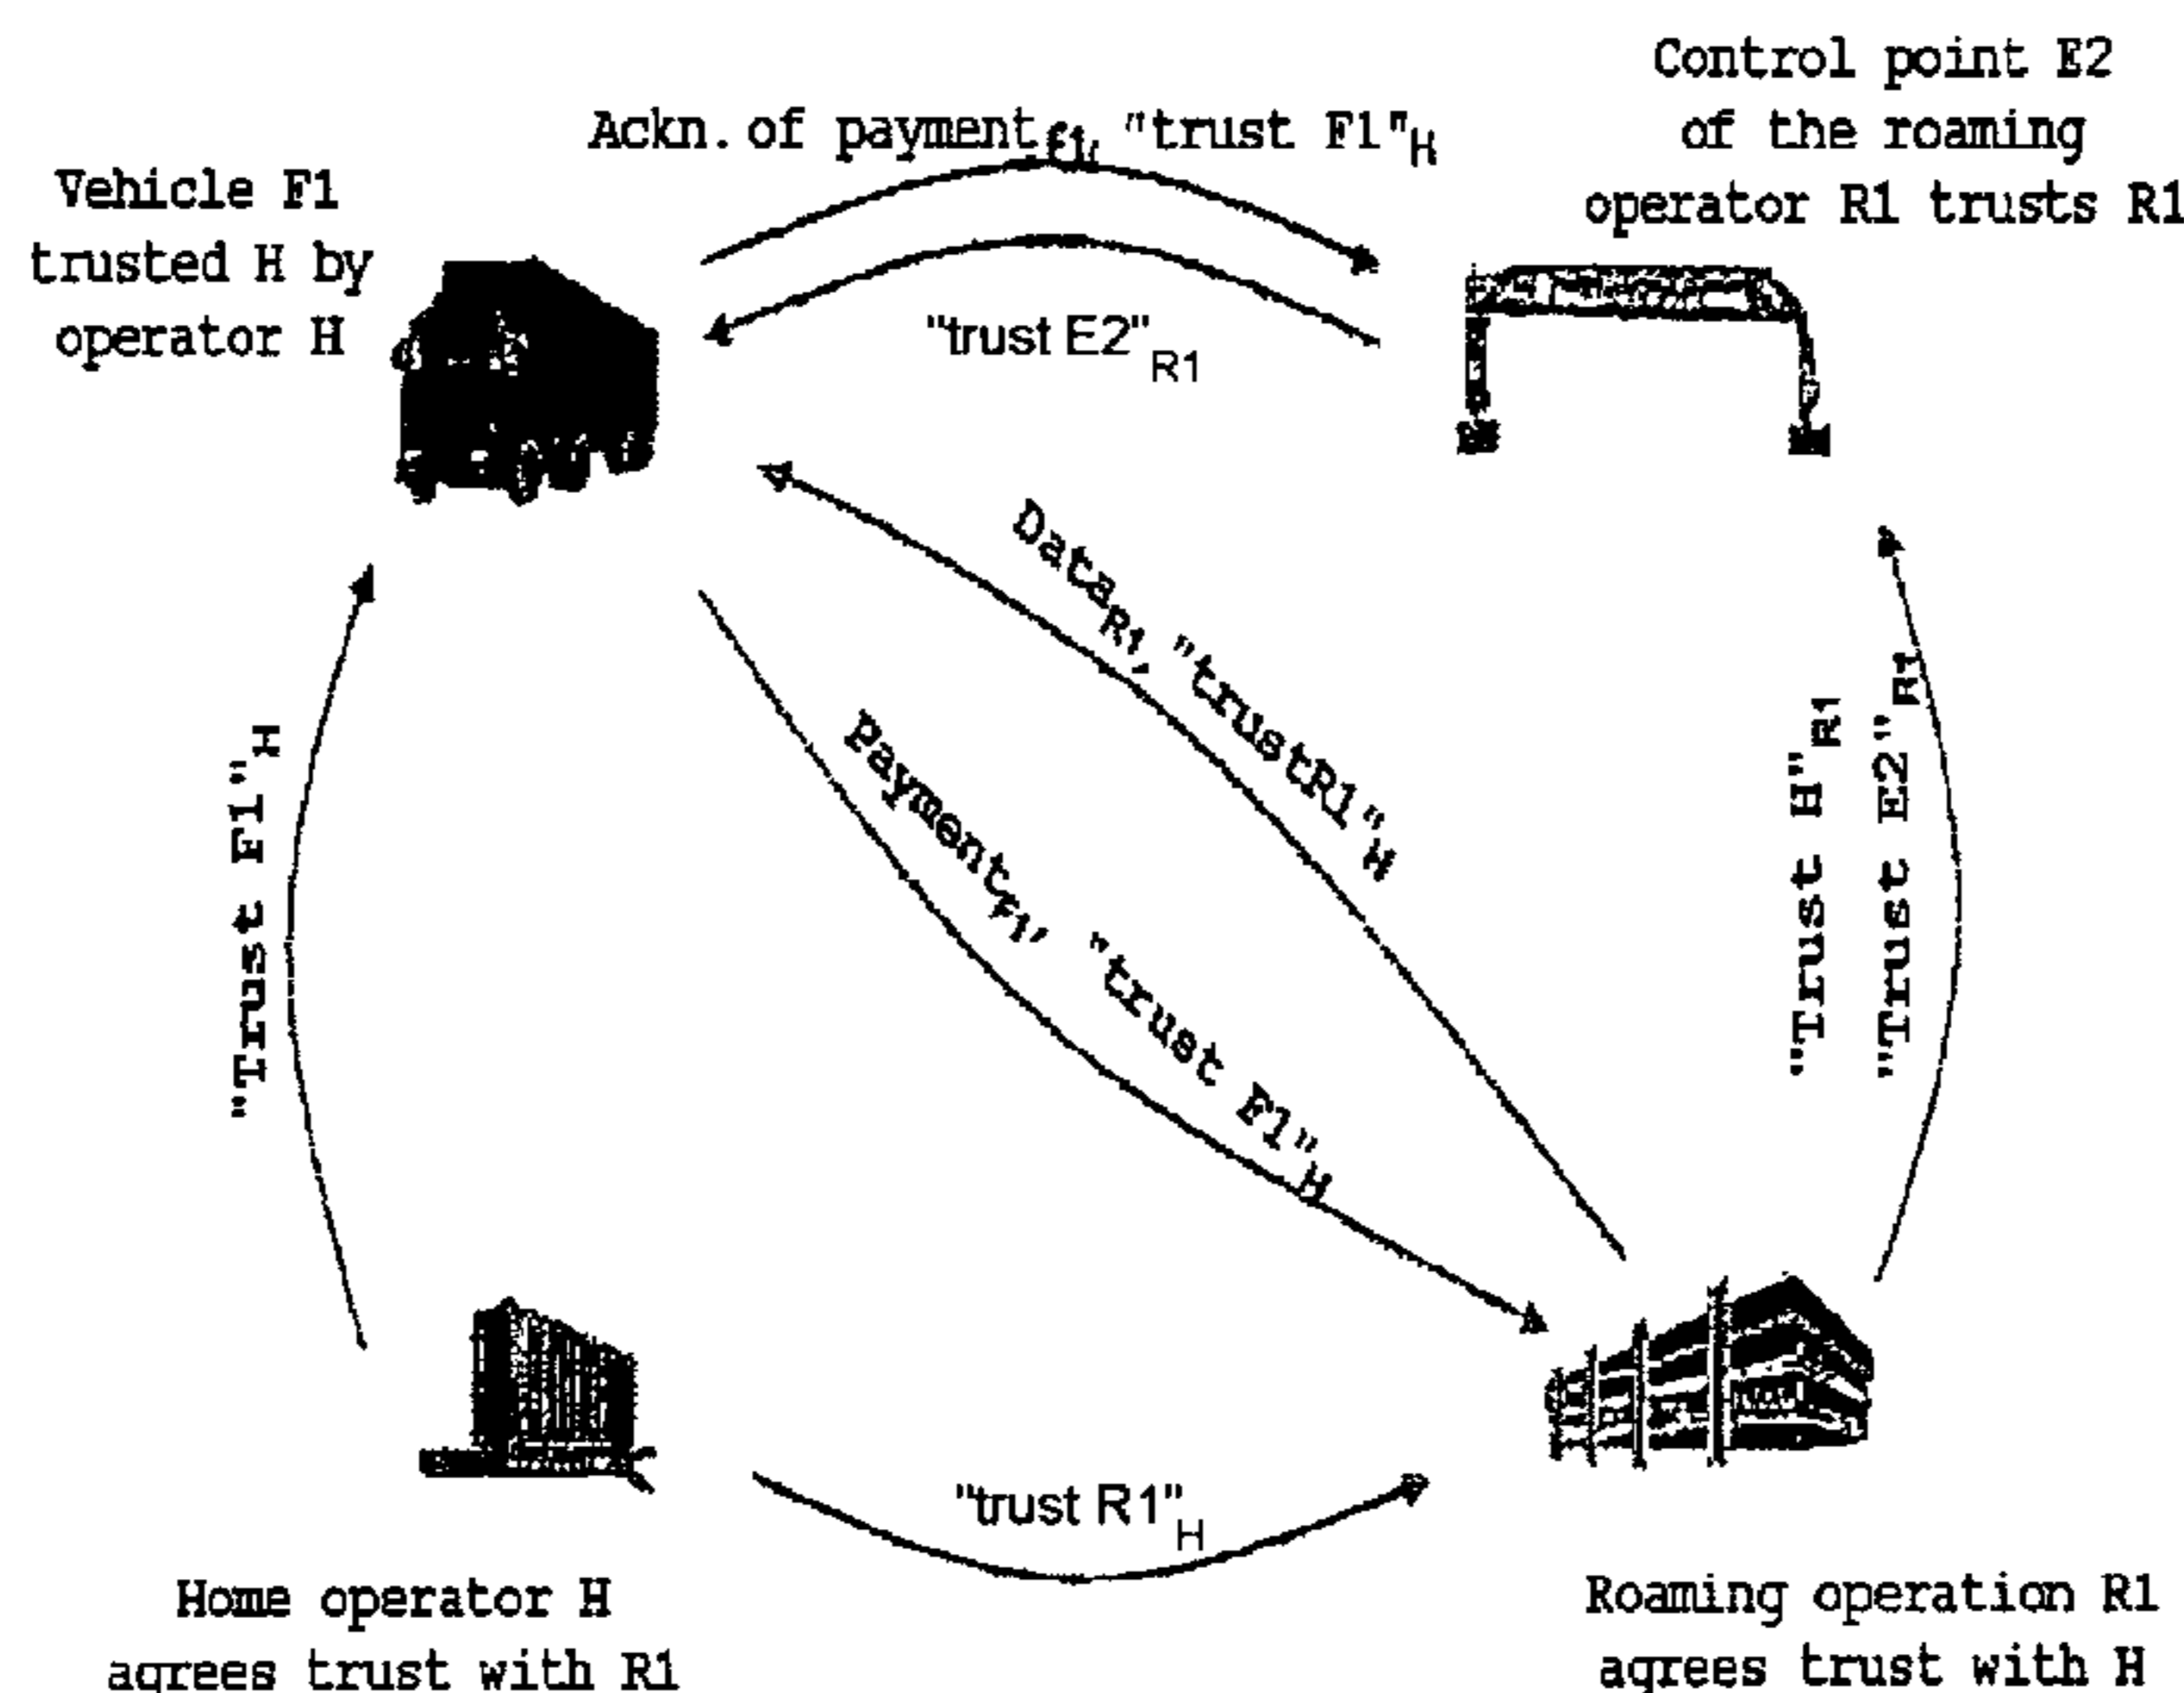 Control point E2
of the roaming
operator R1 trusts R1
Ackn. of payment F1, "trust F1"H
Vehicle F1
trusted H by
operator H
"trust E2"R1
DataR1, "trustR1"H
PaymentF1, "trust F1"H
"Trust F1"H
"Trust H"R1
"Trust E2"R1
"trust R1"H
Home operator H
agrees trust with R1
Roaming operation R1
agrees trust with H